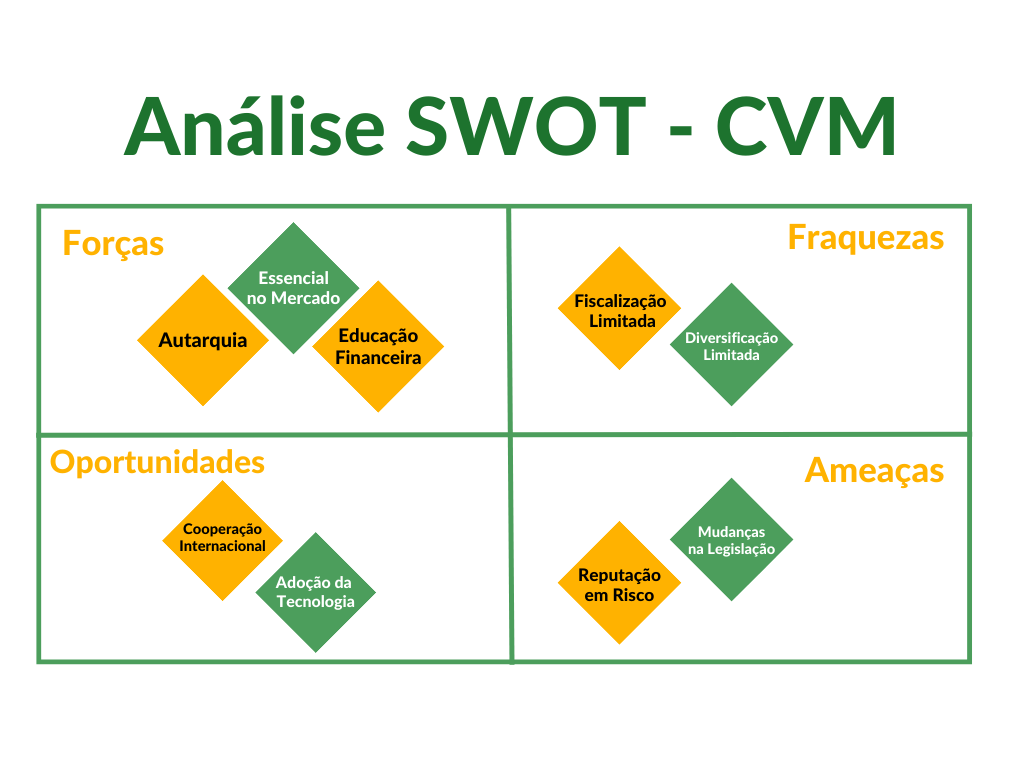 Análise SWOT - CVM
Forças
Essencial
no Mercado
Autarquia
Educação
Financeira
Fraquezas
Fiscalização
Limitada
Diversificação
Limitada
Oportunidades
Cooperação
Internacional
Adoção da
Tecnologia
Ameaças
Mudanças
na Legislação
Reputação
em Risco